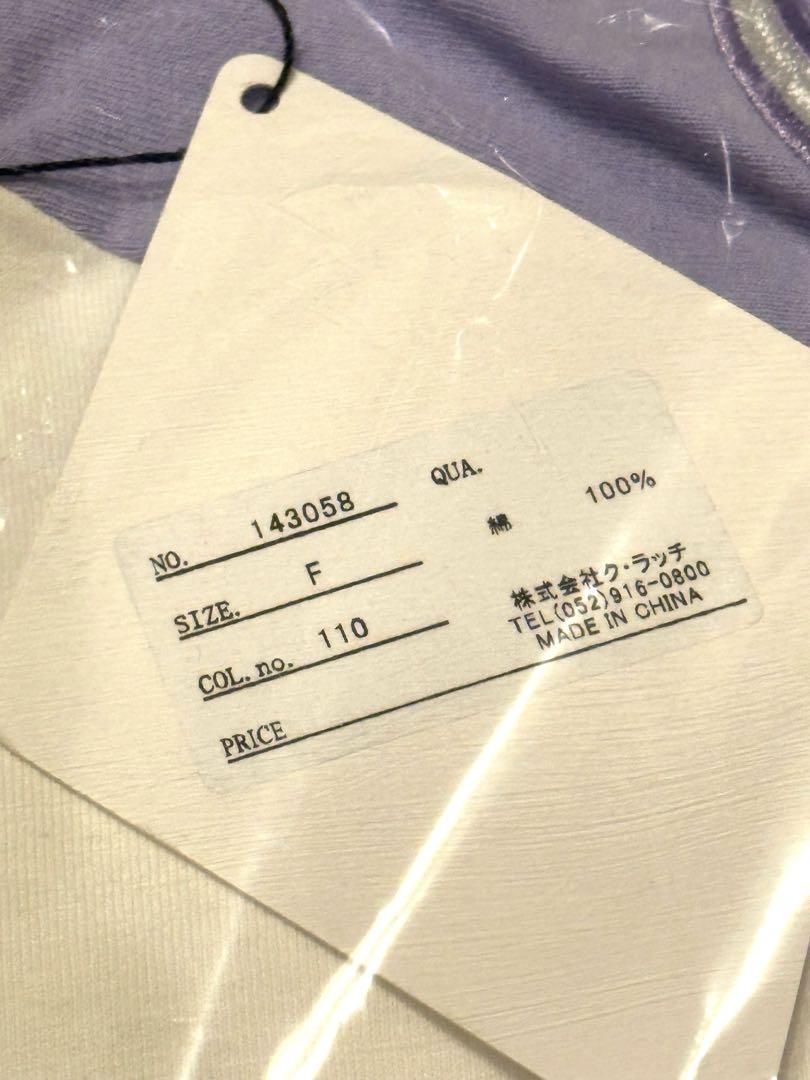 NO. 143058
SIZE. F
COL. no. 110
PRICE
QUA.
綿 100%
株式会社ク・ラッチ
TEL(052)916-0800
MADE IN CHINA